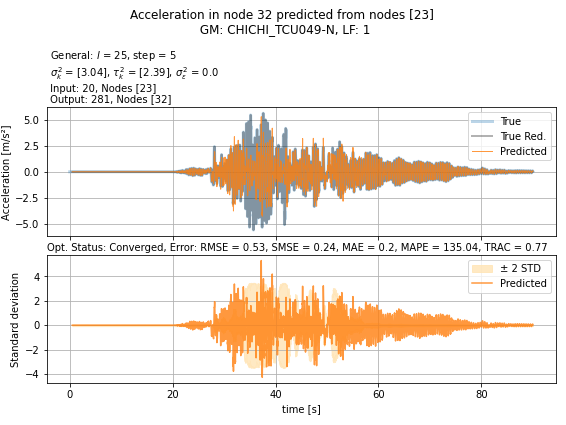 Acceleration in node 32 predicted from nodes [23]
GM: CHICHI_TCU049-N, LF: 1
General: l = 25, step = 5
σ²ₖ = [3.04], τ²ₖ = [2.39], σ²ε = 0.0
Input: 20, Nodes [23]
Output: 281, Nodes [32]
Acceleration [m/s²]
5.0
2.5
0.0
−2.5
−5.0
True
True Red.
Predicted
Opt. Status: Converged, Error: RMSE = 0.53, SMSE = 0.24, MAE = 0.2, MAPE = 135.04, TRAC = 0.77
Standard deviation
4
2
0
−2
−4
± 2 STD
Predicted
0 20 40 60 80
time [s]